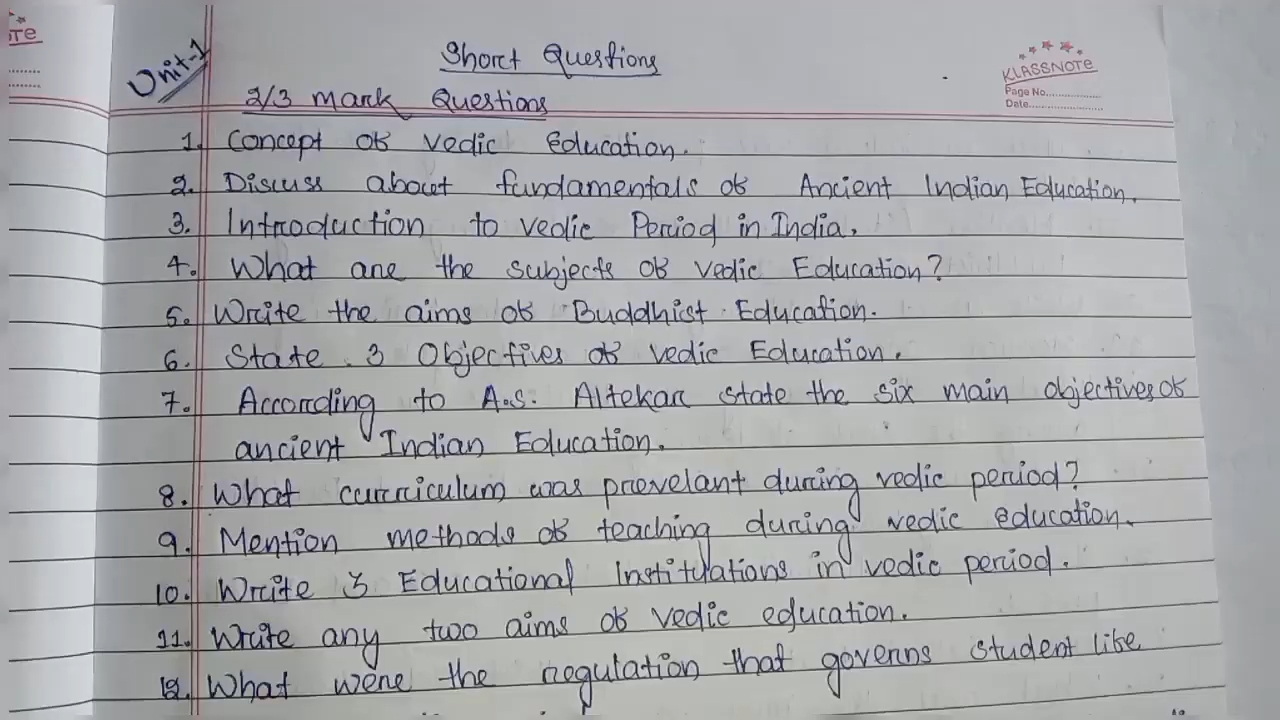 TE
Unit-1
Short Questions
KLASSNOTE
Page No.................
Date.......................
2/3 mark Questions
1. Concept of vedic Education.
2. Discuss about fundamentals of Ancient Indian Education.
3. Introduction to vedic Period in India.
4. What are the subjects of vedic Education?
5. Write the aims of Buddhist Education.
6. State 3 Objectives of vedic Education.
7. According to A.S. Altekar state the six main objectives of
ancient Indian Education.
8. What curriculum was prevelant during vedic period?
9. Mention methods of teaching during vedic education.
10. Write 3 Educational Institutations in vedic period.
11. Write any two aims of vedic education.
12. What were the regulation that governs student life